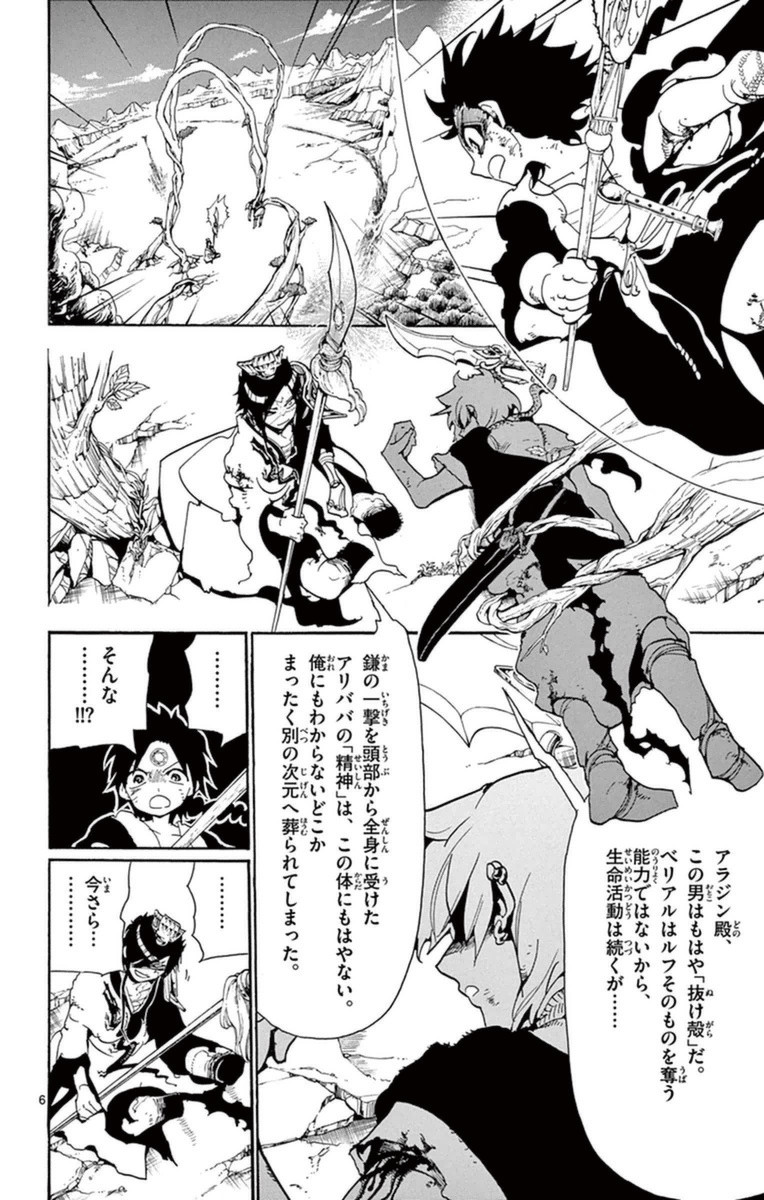 アラジン殿、
この男はもはや「抜け殻」だ。
ベリアルはルフそのものを奪う
能力ではないから、
生命活動は続くが……
鎌の一撃を頭部から全身に受けた
アリババの「精神」は、この体にもはやない。
俺にもわからないどこか
まったく別の次元へ葬られてしまった。
………
そんな
………
!!?
………
今さら…
………
6